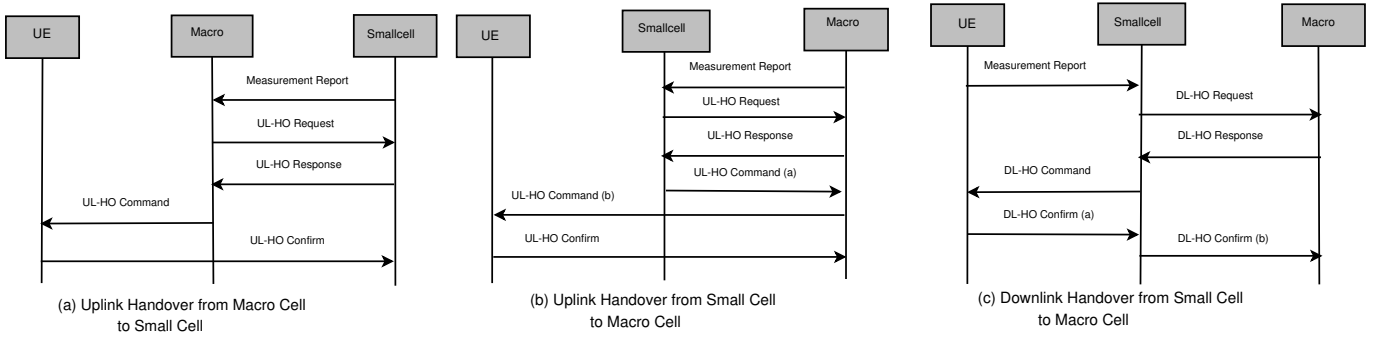 UE
Macro
Smallcell
Measurement Report
UL-HO Request
UL-HO Response
UL-HO Command
UL-HO Confirm
(a) Uplink Handover from Macro Cell
to Small Cell
UE
Smallcell
Macro
Measurement Report
UL-HO Request
UL-HO Response
UL-HO Command (a)
UL-HO Command (b)
UL-HO Confirm
(b) Uplink Handover from Small Cell
to Macro Cell
UE
Smallcell
Macro
Measurement Report
DL-HO Request
DL-HO Response
DL-HO Command
DL-HO Confirm (a)
DL-HO Confirm (b)
(c) Downlink Handover from Small Cell
to Macro Cell